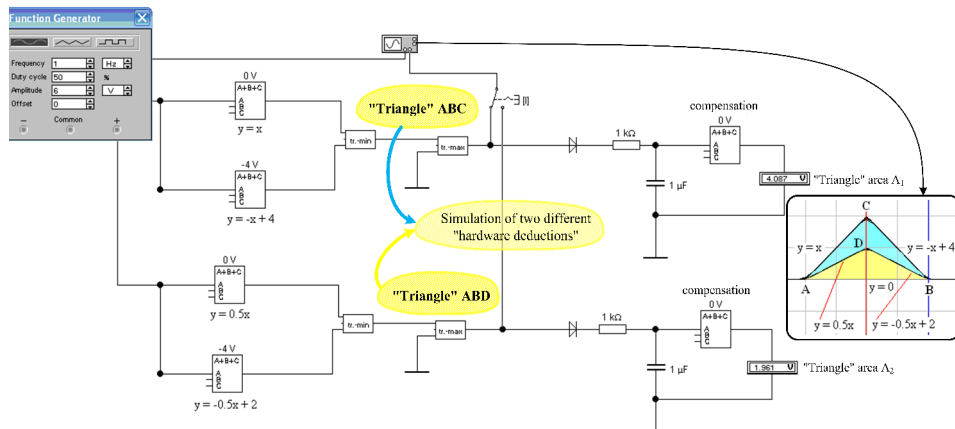 Function Generator
Frequency 1 Hz
Duty cycle 50 %
Amplitude 6 V
Offset 0
− Common +
0 V
A+B+C
A
B
C
y = x
-4 V
A+B+C
A
B
C
y = -x + 4
tr.-min
tr.-max
"Triangle" ABC
[I]
1 kΩ
1 µF
compensation
0 V
A+B+C
A
B
C
4.087 V
"Triangle" area A1
Simulation of two different
"hardware deductions"
"Triangle" ABD
0 V
A+B+C
A
B
C
y = 0.5x
-4 V
A+B+C
A
B
C
y = -0.5x + 2
tr.-min
tr.-max
1 kΩ
1 µF
compensation
0 V
A+B+C
A
B
C
1.961 V
"Triangle" area A2
C
y = x
D
y = -x + 4
A
y = 0
B
y = 0.5x
y = -0.5x + 2